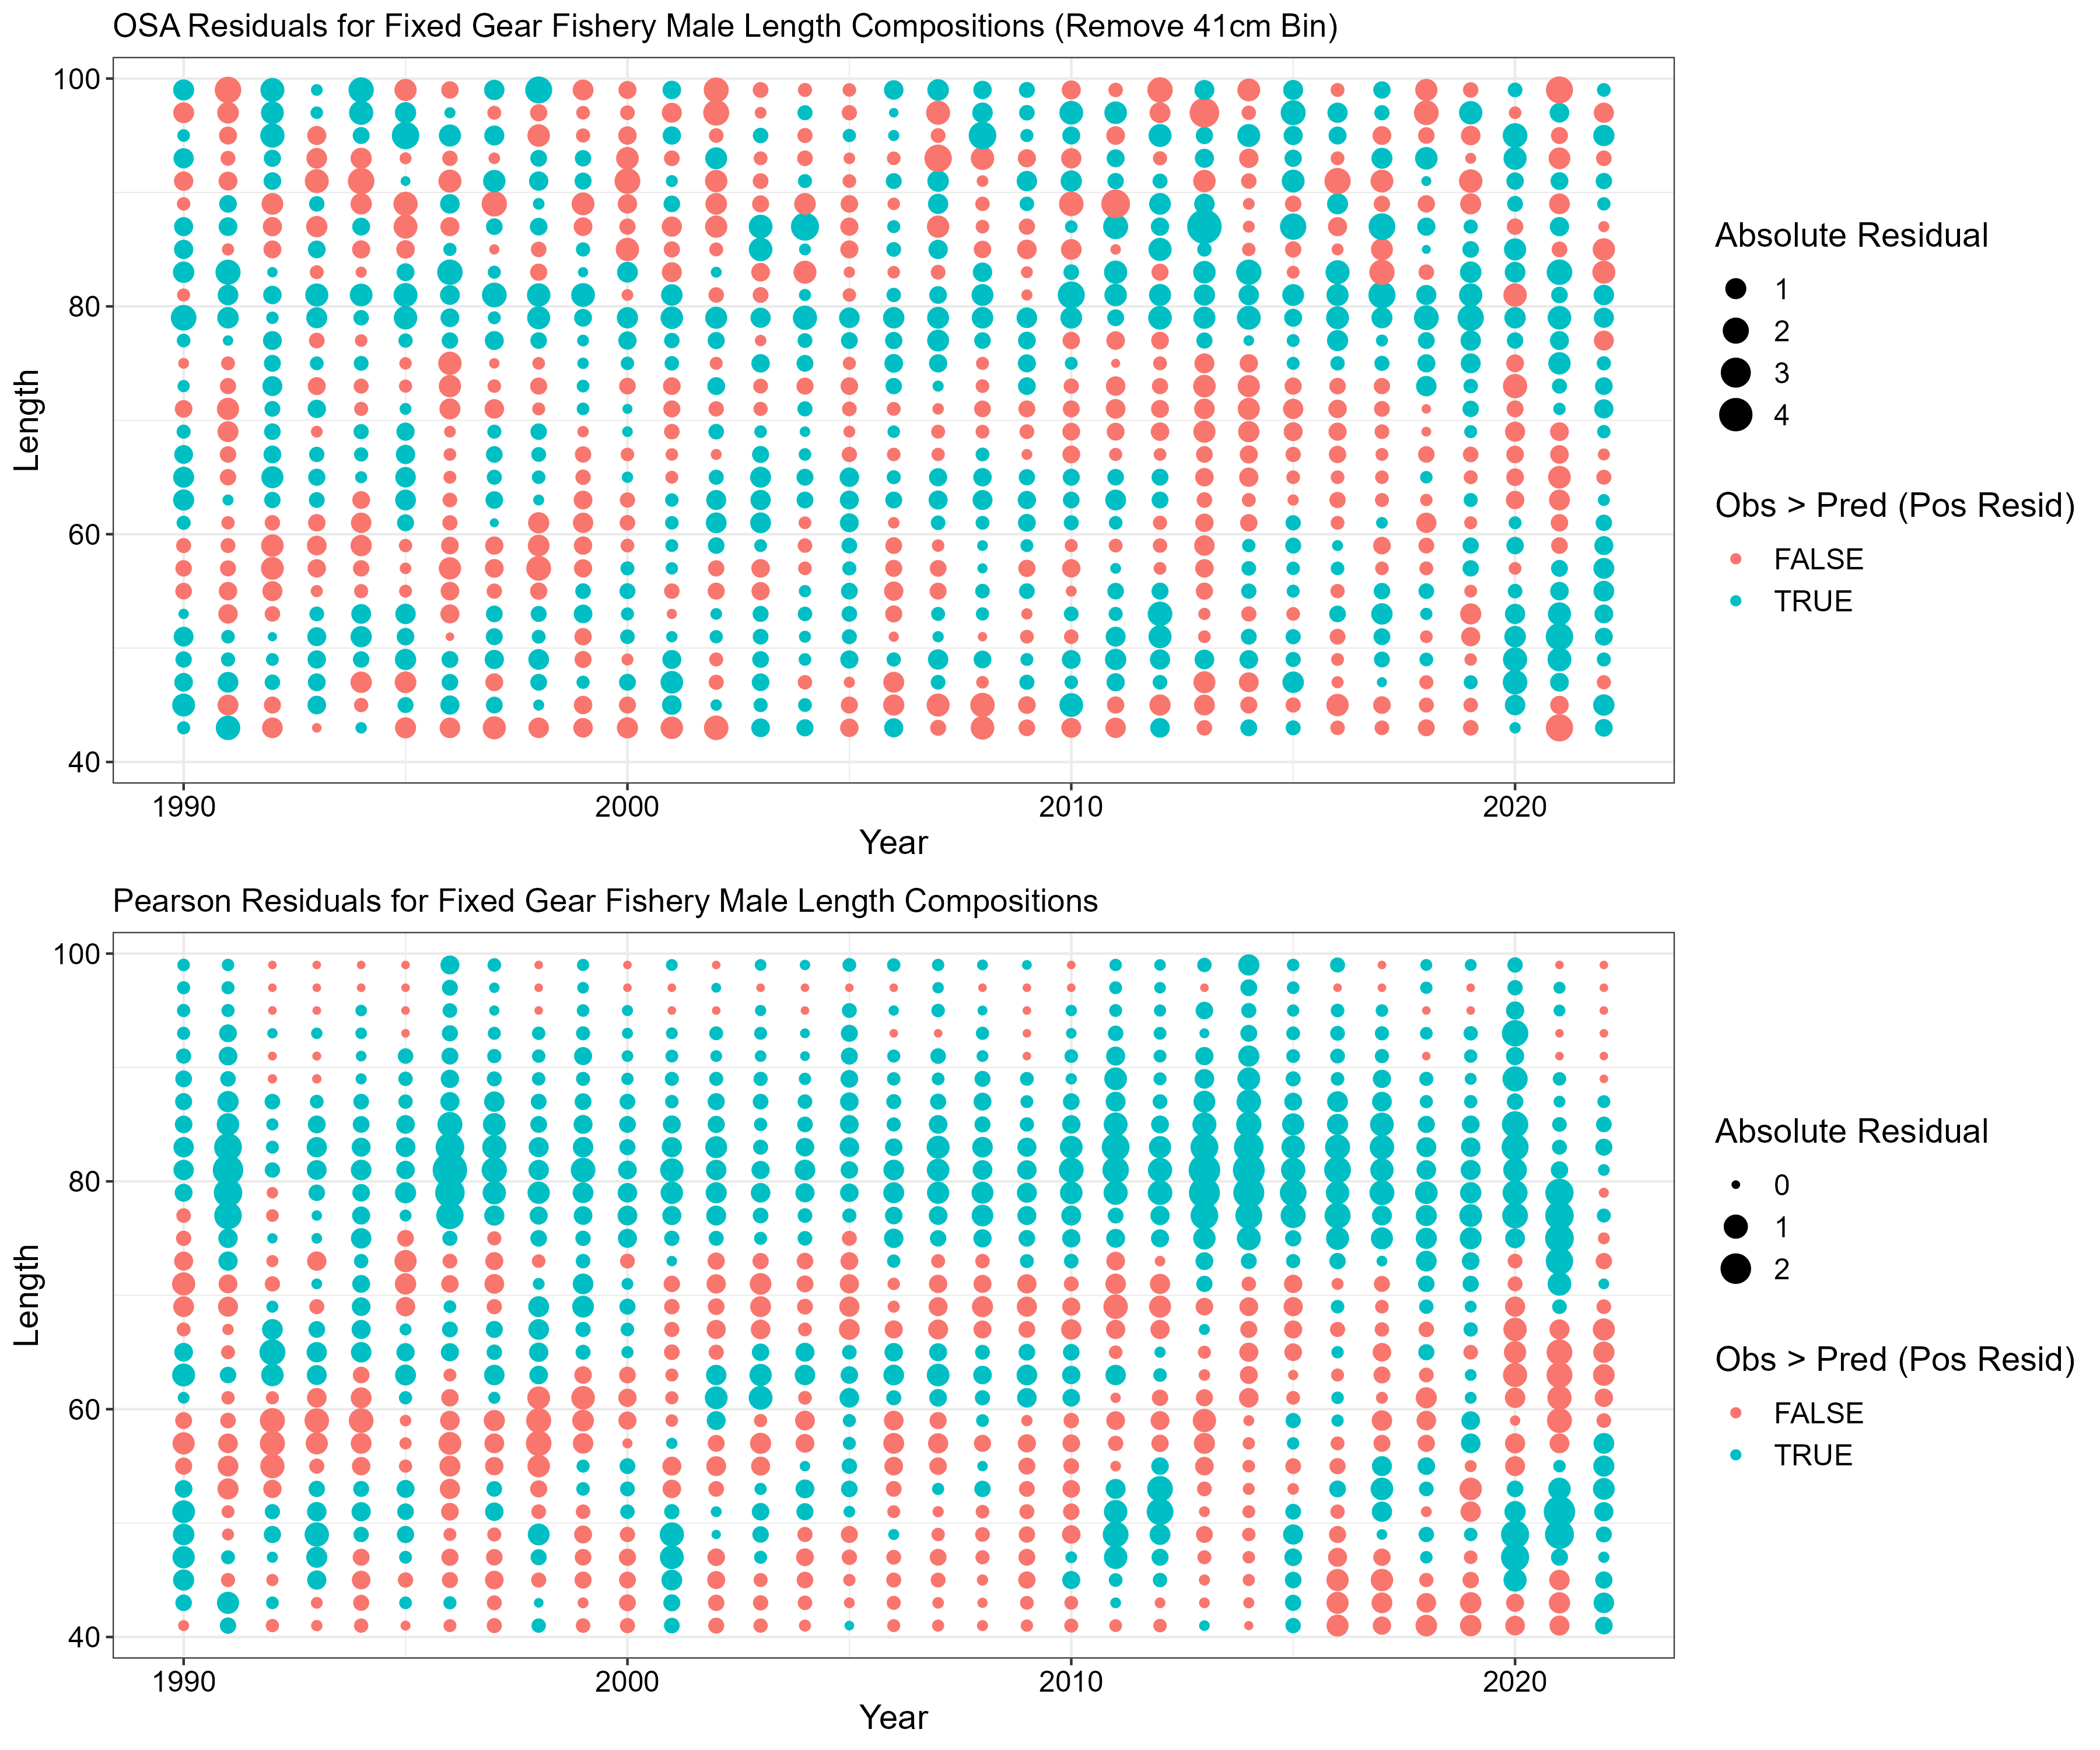 OSA Residuals for Fixed Gear Fishery Male Length Compositions (Remove 41cm Bin)
100
80
60
40
Length
1990
2000
2010
2020
Year
Absolute Residual
1
2
3
4
Obs > Pred (Pos Resid)
FALSE
TRUE
Pearson Residuals for Fixed Gear Fishery Male Length Compositions
100
80
60
40
Length
1990
2000
2010
2020
Year
Absolute Residual
0
1
2
Obs > Pred (Pos Resid)
FALSE
TRUE